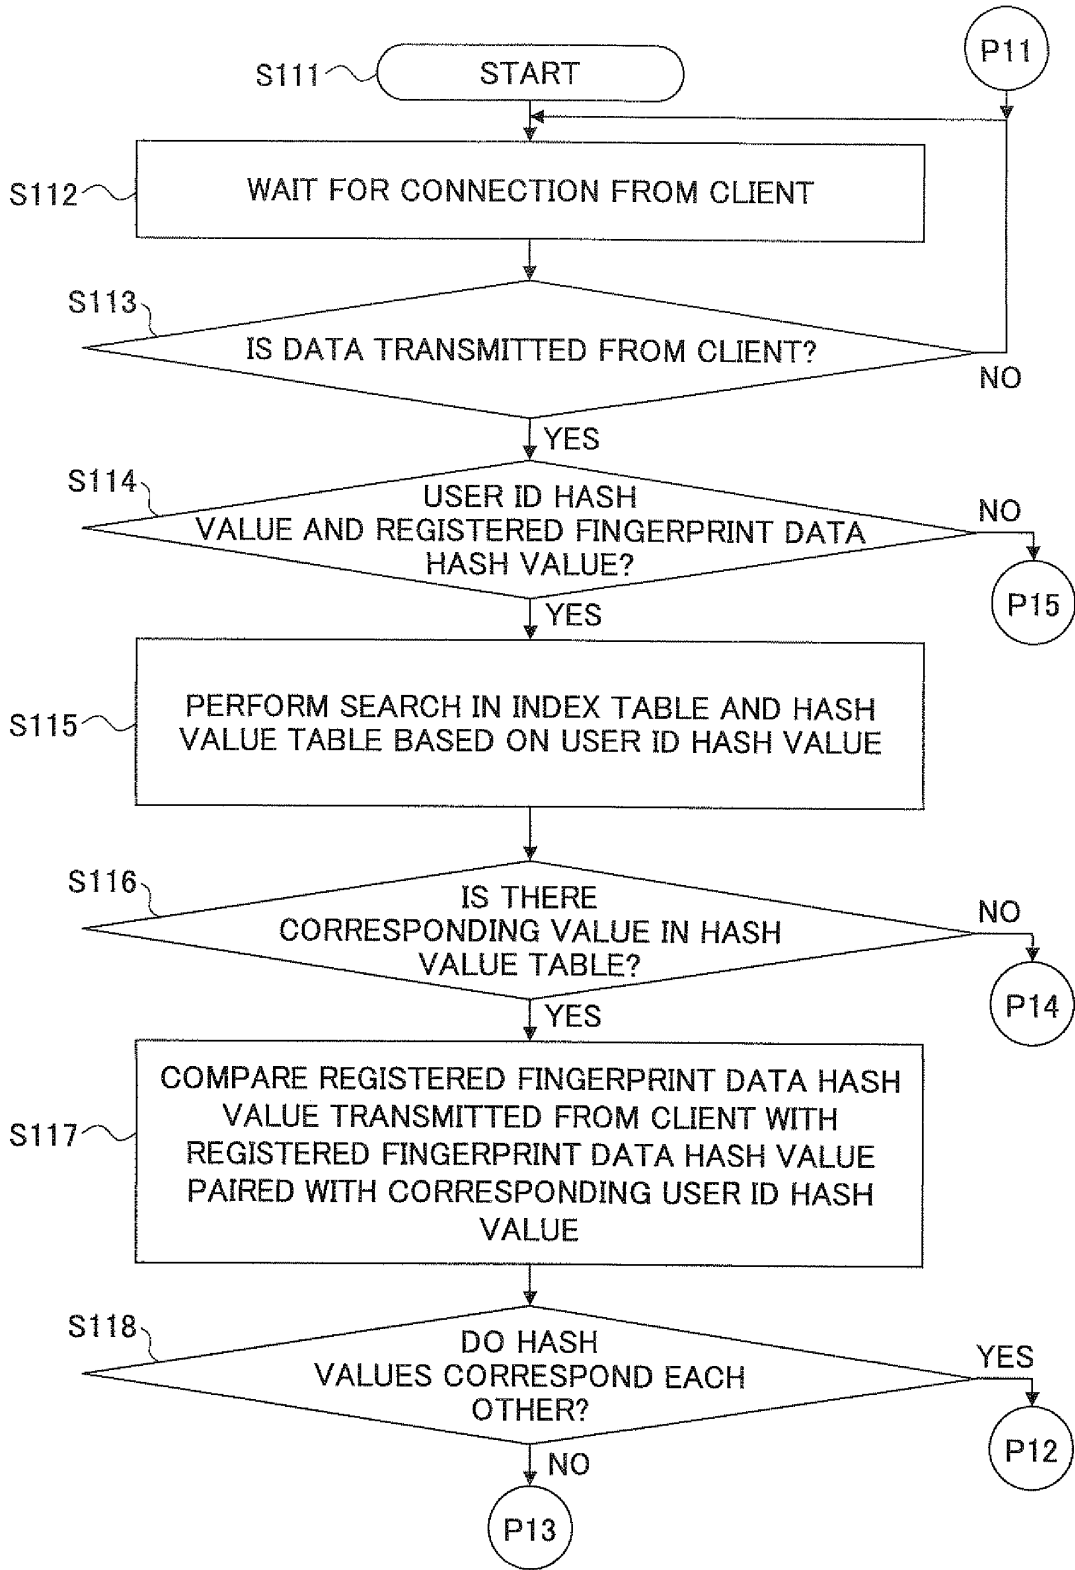 P11
S111
START
S112
WAIT FOR CONNECTION FROM CLIENT
S113
IS DATA TRANSMITTED FROM CLIENT?
NO
YES
S114
USER ID HASH
VALUE AND REGISTERED FINGERPRINT DATA
HASH VALUE?
NO
P15
YES
S115
PERFORM SEARCH IN INDEX TABLE AND HASH
VALUE TABLE BASED ON USER ID HASH VALUE
S116
IS THERE
CORRESPONDING VALUE IN HASH
VALUE TABLE?
NO
P14
YES
S117
COMPARE REGISTERED FINGERPRINT DATA HASH
VALUE TRANSMITTED FROM CLIENT WITH
REGISTERED FINGERPRINT DATA HASH VALUE
PAIRED WITH CORRESPONDING USER ID HASH
VALUE
S118
DO HASH
VALUES CORRESPOND EACH
OTHER?
YES
P12
NO
P13